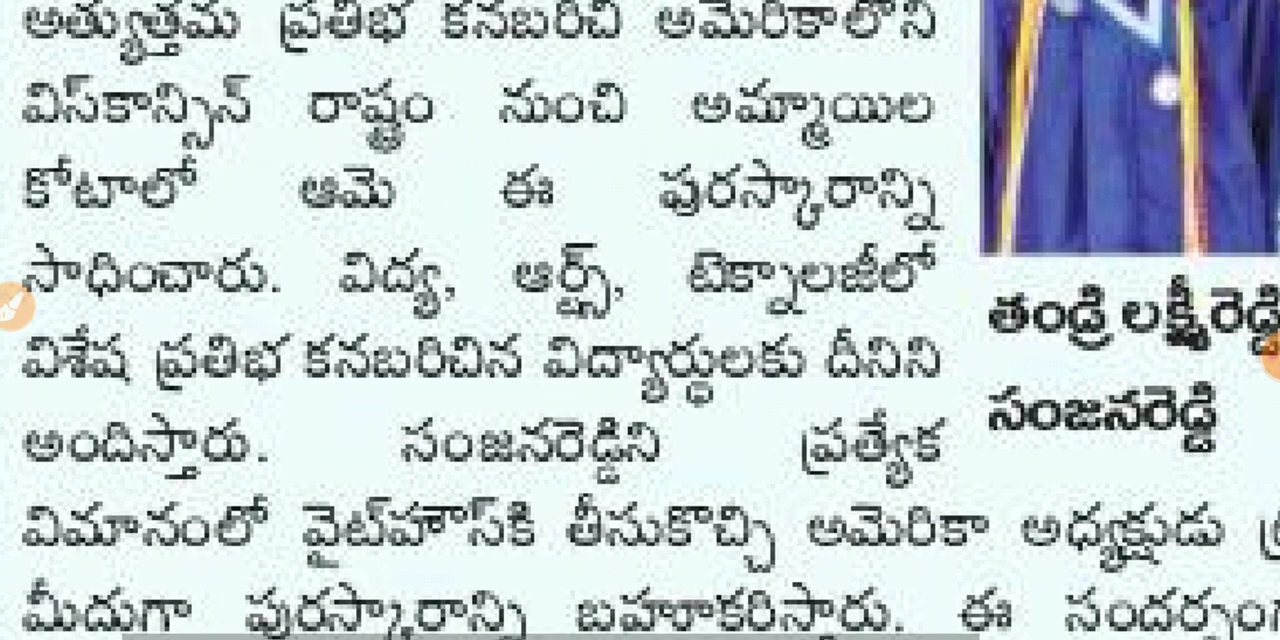 అత్యుత్తమ ప్రతిభ కనబరిచి అమెరికాలోని
విస్‌కాన్సిన్ రాష్ట్రం నుంచి అమ్మాయిల
కోటాలో ఆమె ఈ పురస్కారాన్ని
సాధించారు. విద్య, ఆర్ట్స్, టెక్నాలజీలో
విశేష ప్రతిభ కనబరిచిన విద్యార్థులకు దీనిని
అందిస్తారు. సంజనరెడ్డిని ప్రత్యేక
విమానంలో వైట్‌హౌస్‌కి తీసుకొచ్చి అమెరికా అధ్యక్షుడు
మీదుగా పురస్కారాన్ని బహూకరిస్తారు. ఈ
తండ్రి లక్ష్మీరెడ్డి
సంజనరెడ్డి